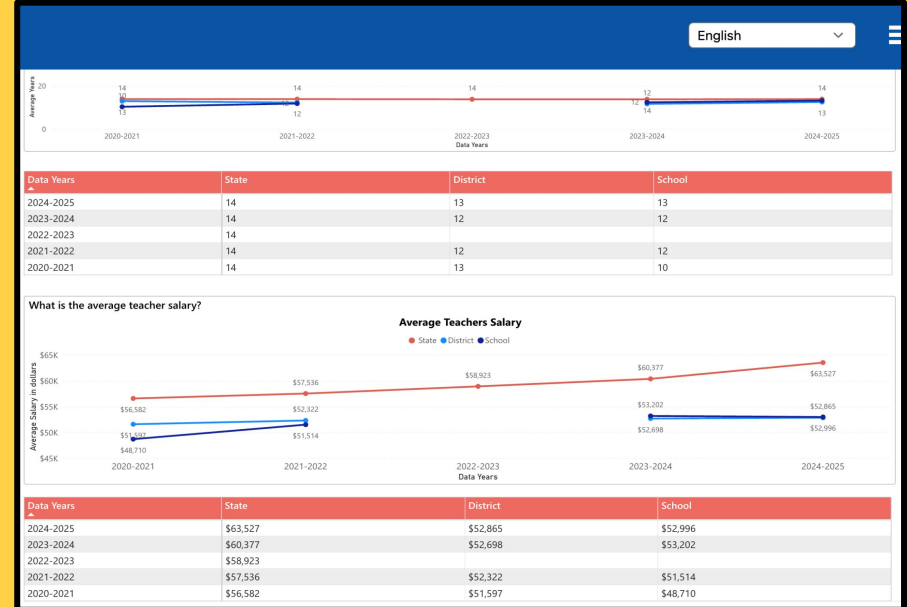 English
Average Years
20
0
14 14 14 12 14
10 12 12
13 12 14 13
2020-2021 2021-2022 2022-2023 2023-2024 2024-2025
Data Years
Data Years State District School
2024-2025 14 13 13
2023-2024 14 12 12
2022-2023 14
2021-2022 14 12 12
2020-2021 14 13 10
What is the average teacher salary?
Average Teachers Salary
State District School
Average Salary in dollars
$65K
$60K
$55K
$50K
$45K
$56,582 $57,536 $58,923 $60,377 $63,527
$51,597 $52,322 $53,202 $52,865
$48,710 $51,514 $52,698 $52,996
2020-2021 2021-2022 2022-2023 2023-2024 2024-2025
Data Years
Data Years State District School
2024-2025 $63,527 $52,865 $52,996
2023-2024 $60,377 $52,698 $53,202
2022-2023 $58,923
2021-2022 $57,536 $52,322 $51,514
2020-2021 $56,582 $51,597 $48,710